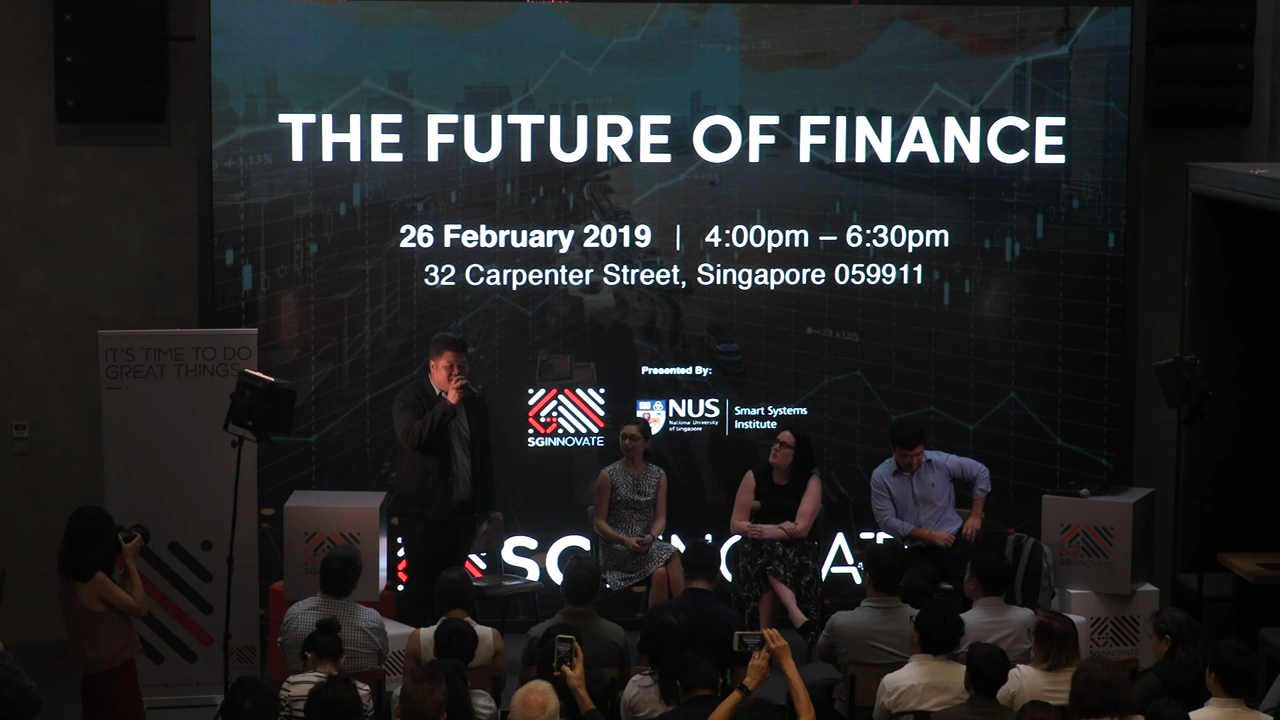 THE FUTURE OF FINANCE
26 February 2019 | 4:00pm – 6:30pm
32 Carpenter Street, Singapore 059911
IT'S TIME TO DO
GREAT THINGS
Presented By:
SGINNOVATE
NUS
National University
of Singapore
Smart Systems
Institute